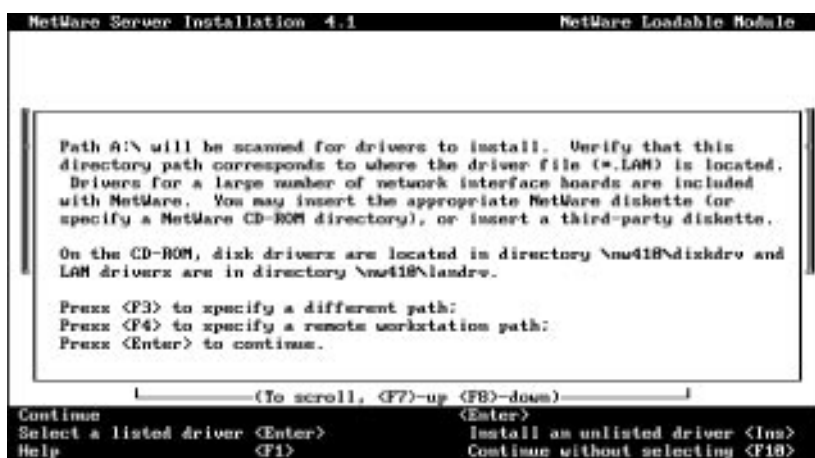 NetWare Server Installation 4.1 NetWare Loadable Module
Path A:\ will be scanned for drivers to install. Verify that this
directory path corresponds to where the driver file (*.LAN) is located.
Drivers for a large number of network interface boards are included
with NetWare. You may insert the appropriate NetWare diskette (or
specify a NetWare CD-ROM directory), or insert a third-party diskette.
On the CD-ROM, disk drivers are located in directory \nw410\diskdrv and
LAN drivers are in directory \nw410\landrv.
Press <F3> to specify a different path;
Press <F4> to specify a remote workstation path;
Press <Enter> to continue.
(To scroll, <F7>-up <F8>-down)
Continue <Enter>
Select a listed driver <Enter> Install an unlisted driver <Ins>
Help <F1> Continue without selecting <F10>